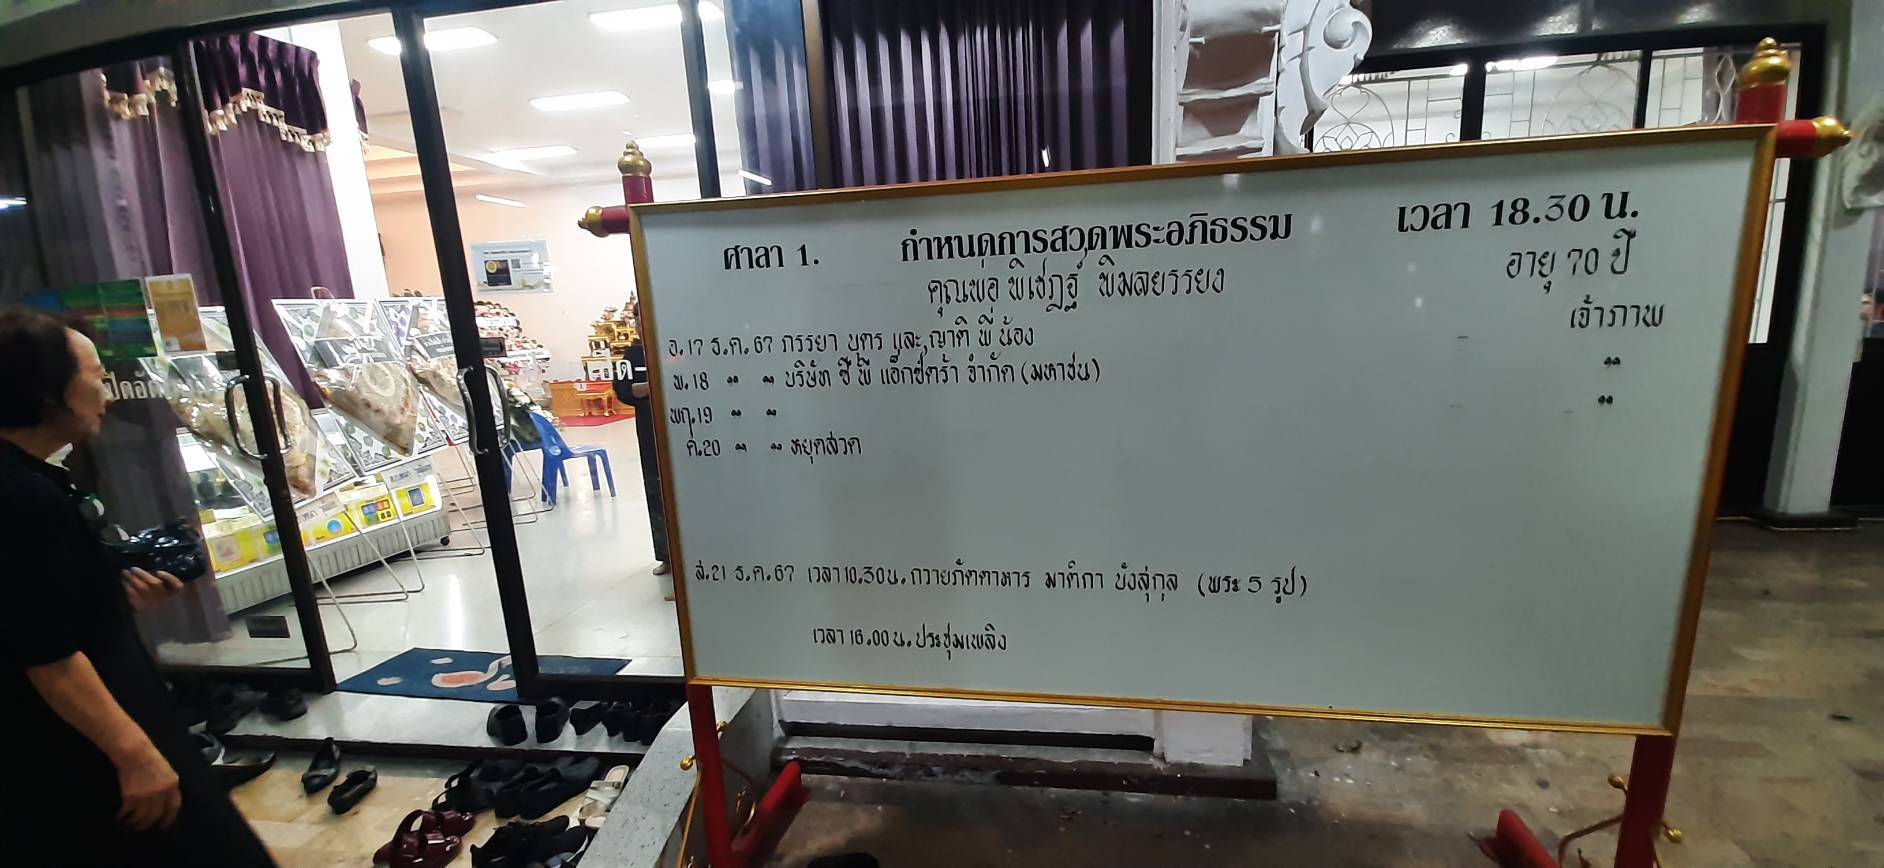 ศาลา 1. กำหนดการสวดพระอภิธรรม เวลา 18.30 น.
คุณพ่อ พิเชฎฐ์ พิมลยรรยง อายุ 70 ปี
เจ้าภาพ
อ.17 ธ.ค. 67 ภรรยา บุตร และ ญาติ พี่ น้อง
พ.18 " " บริษัท ซี พี แอ็กซ์ตร้า จำกัด (มหาชน) "
พฤ.19 " " "
ศ.20 " " หยุดสวด
ส.21 ธ.ค. 67 เวลา 10.30 น. ถวายภัตตาหาร มาติกา บังสุกุล (พระ 5 รูป)
เวลา 16.00 น. ประชุมเพลิง